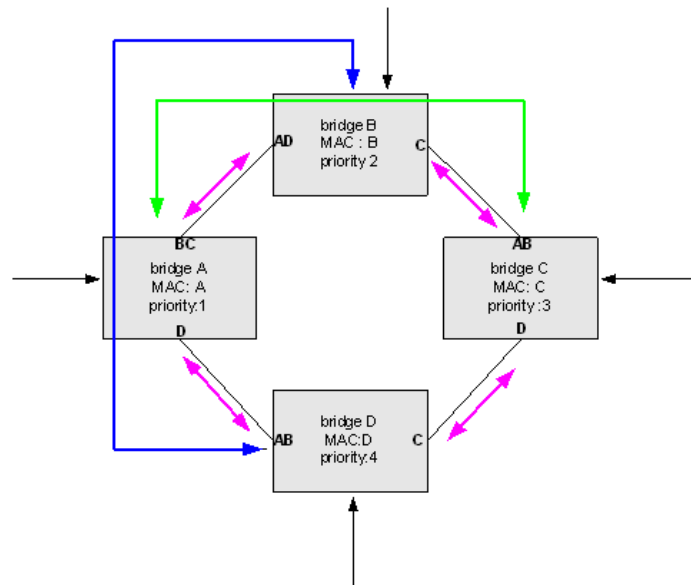 bridge B
MAC : B
priority 2
AD
C
BC
bridge A
MAC: A
priority:1
D
AB
bridge C
MAC: C
priority :3
D
bridge D
MAC:D
priority:4
AB
C